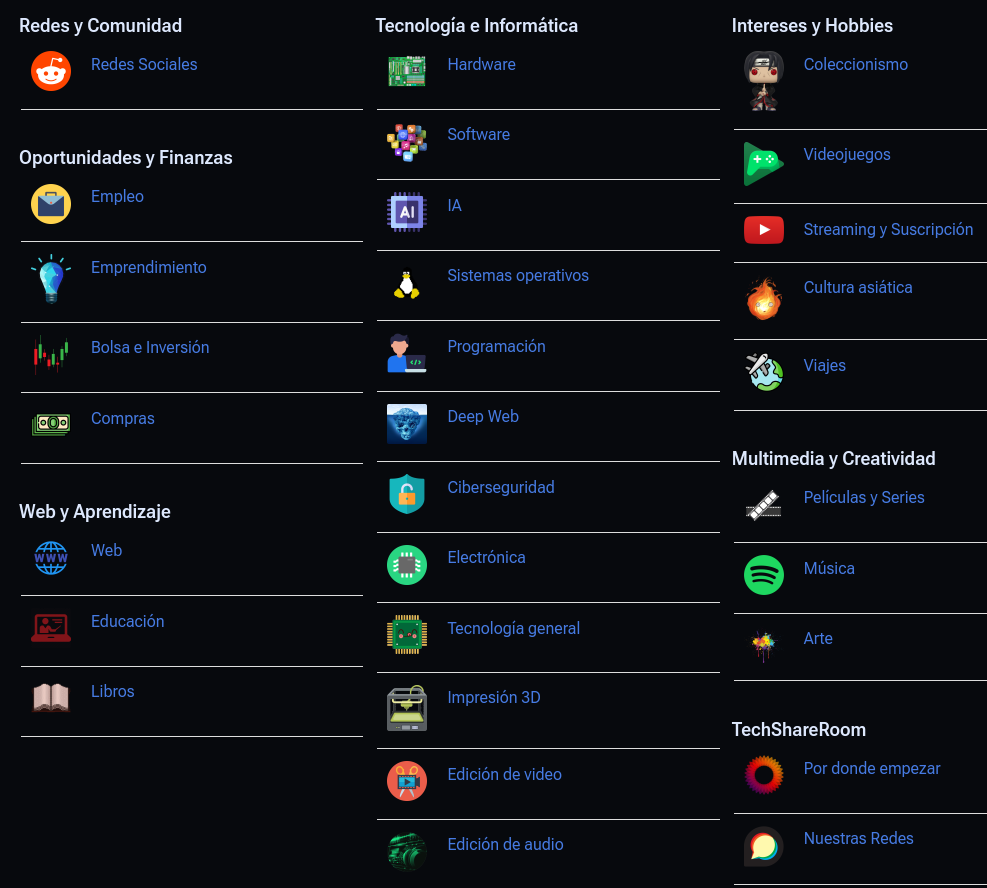 Redes y Comunidad
Redes Sociales
Oportunidades y Finanzas
Empleo
Emprendimiento
Bolsa e Inversión
Compras
Web y Aprendizaje
WWW
Web
Educación
Libros
Tecnología e Informática
Hardware
Software
AI
IA
Sistemas operativos
</>
Programación
Deep Web
Ciberseguridad
Electrónica
Tecnología general
Impresión 3D
Edición de video
Edición de audio
Intereses y Hobbies
Coleccionismo
Videojuegos
Streaming y Suscripción
Cultura asiática
Viajes
Multimedia y Creatividad
Películas y Series
Música
Arte
TechShareRoom
Por donde empezar
Nuestras Redes